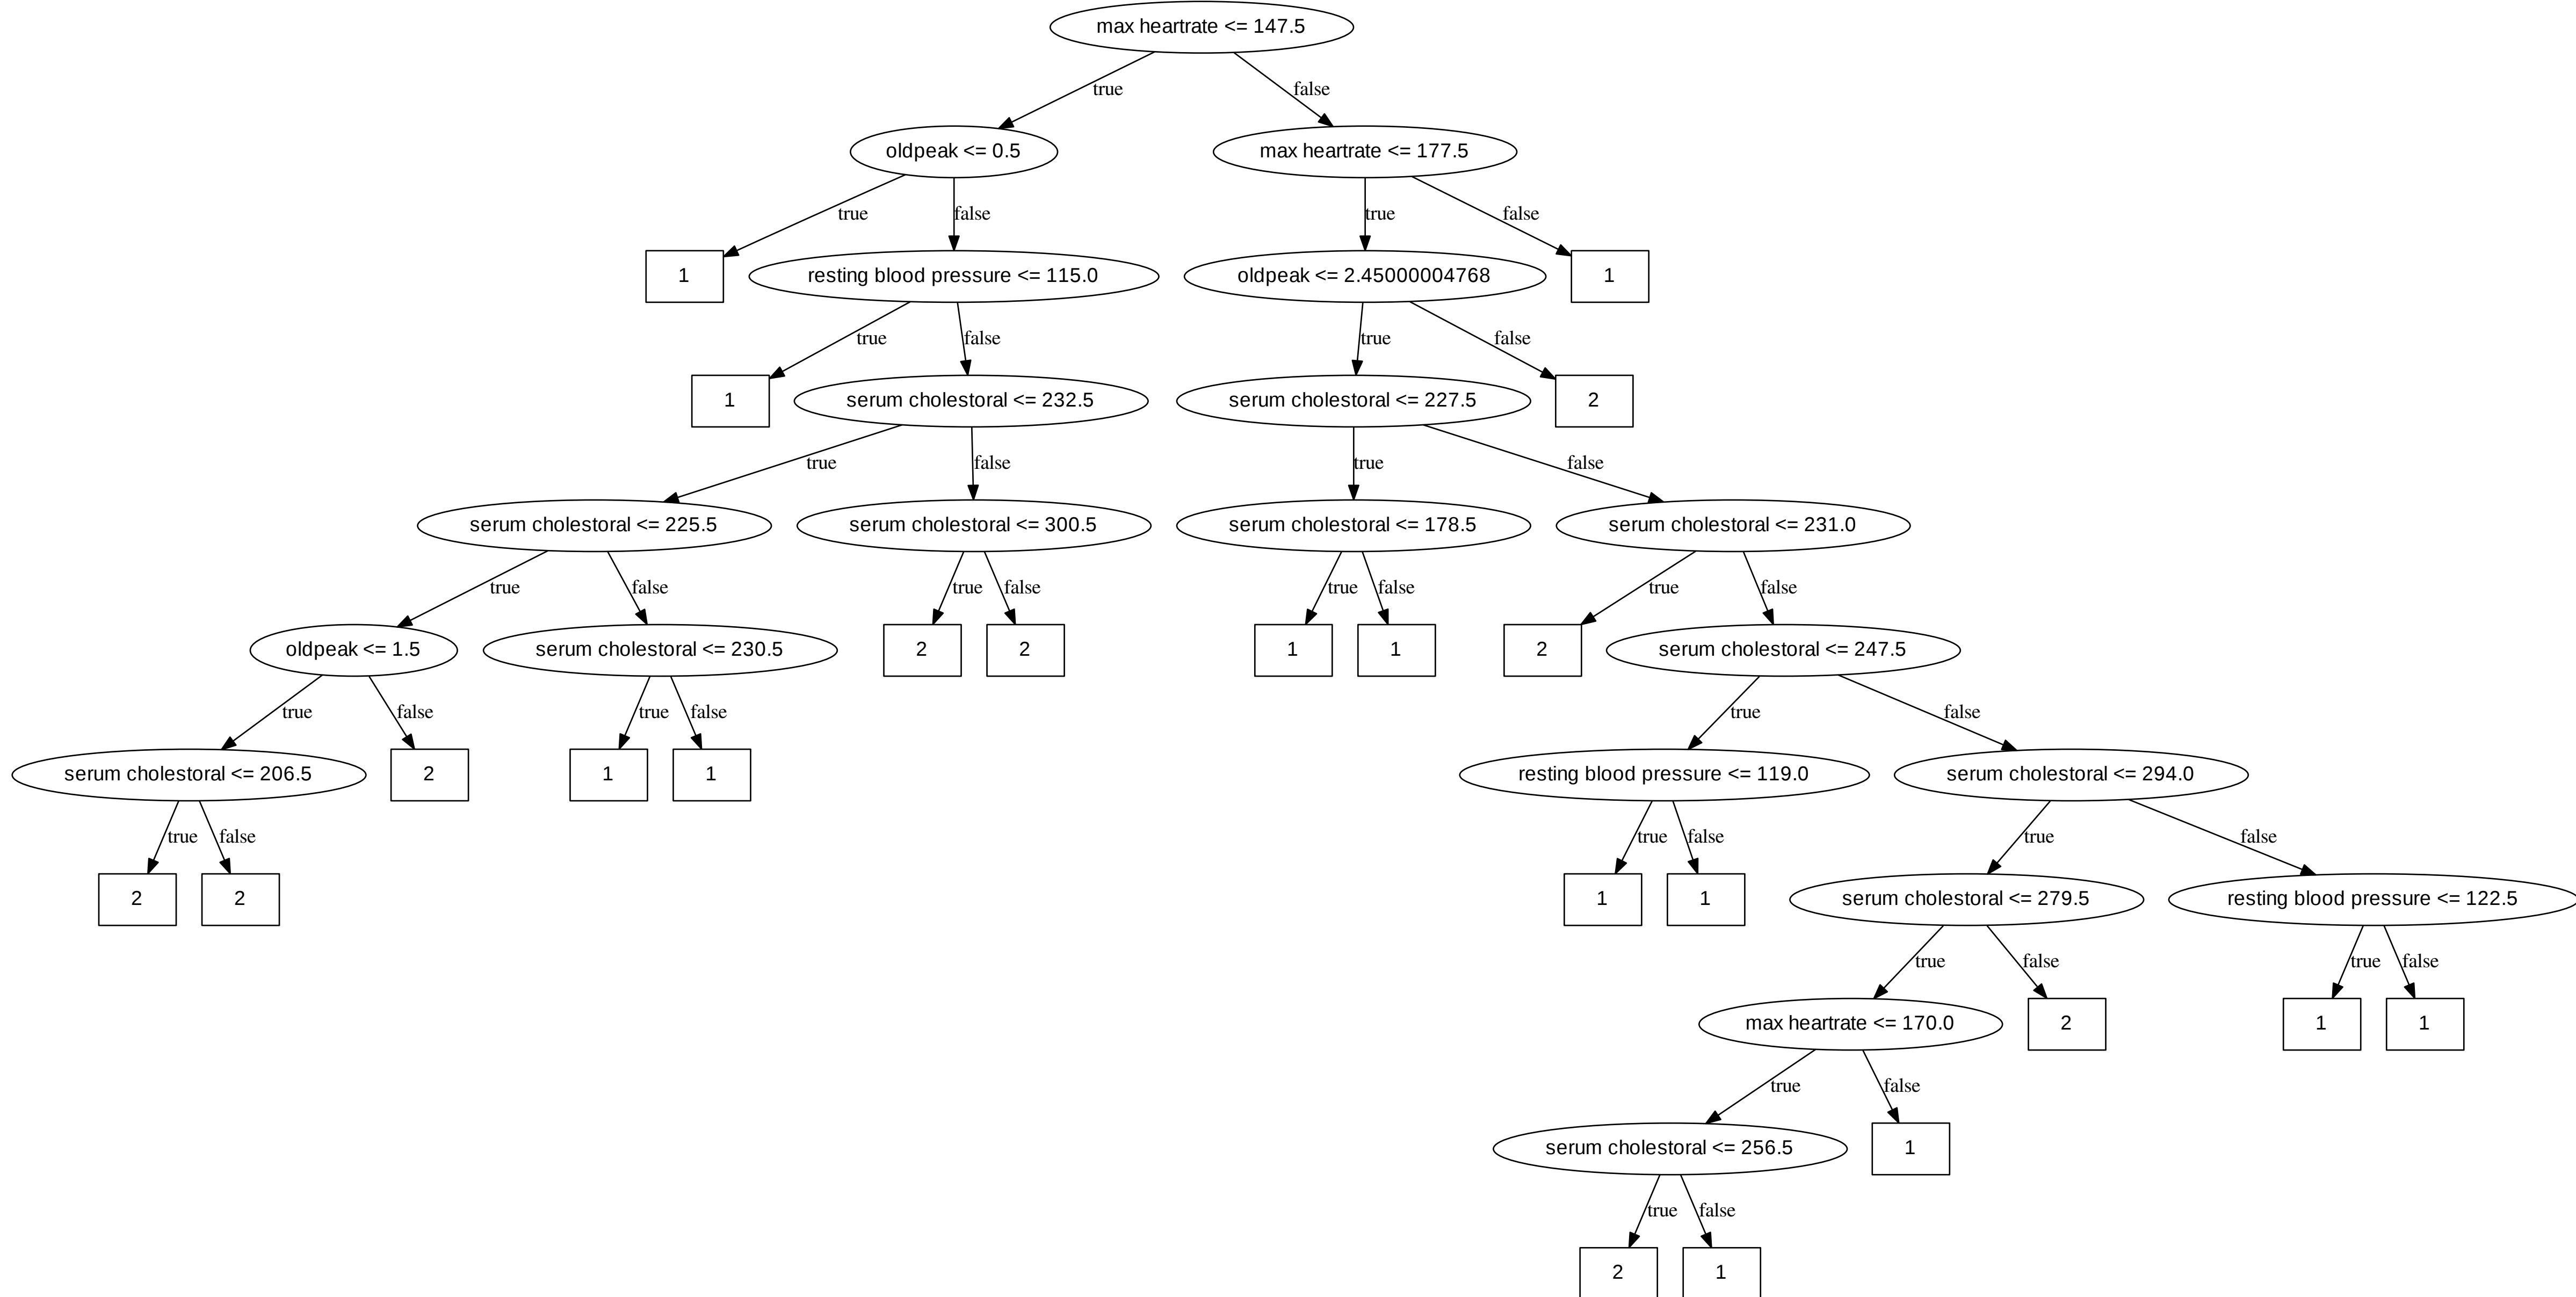 max heartrate <= 147.5
true
false
oldpeak <= 0.5
max heartrate <= 177.5
true
false
true
false
1
resting blood pressure <= 115.0
oldpeak <= 2.45000004768
1
true
false
true
false
1
serum cholestoral <= 232.5
serum cholestoral <= 227.5
2
true
false
true
false
serum cholestoral <= 225.5
serum cholestoral <= 300.5
serum cholestoral <= 178.5
serum cholestoral <= 231.0
true
false
true
false
true
false
true
false
oldpeak <= 1.5
serum cholestoral <= 230.5
2
2
1
1
2
serum cholestoral <= 247.5
true
false
true
false
true
false
serum cholestoral <= 206.5
2
1
1
resting blood pressure <= 119.0
serum cholestoral <= 294.0
true
false
true
false
true
false
2
2
1
1
serum cholestoral <= 279.5
resting blood pressure <= 122.5
true
false
true
false
max heartrate <= 170.0
2
1
1
true
false
serum cholestoral <= 256.5
1
true
false
2
1